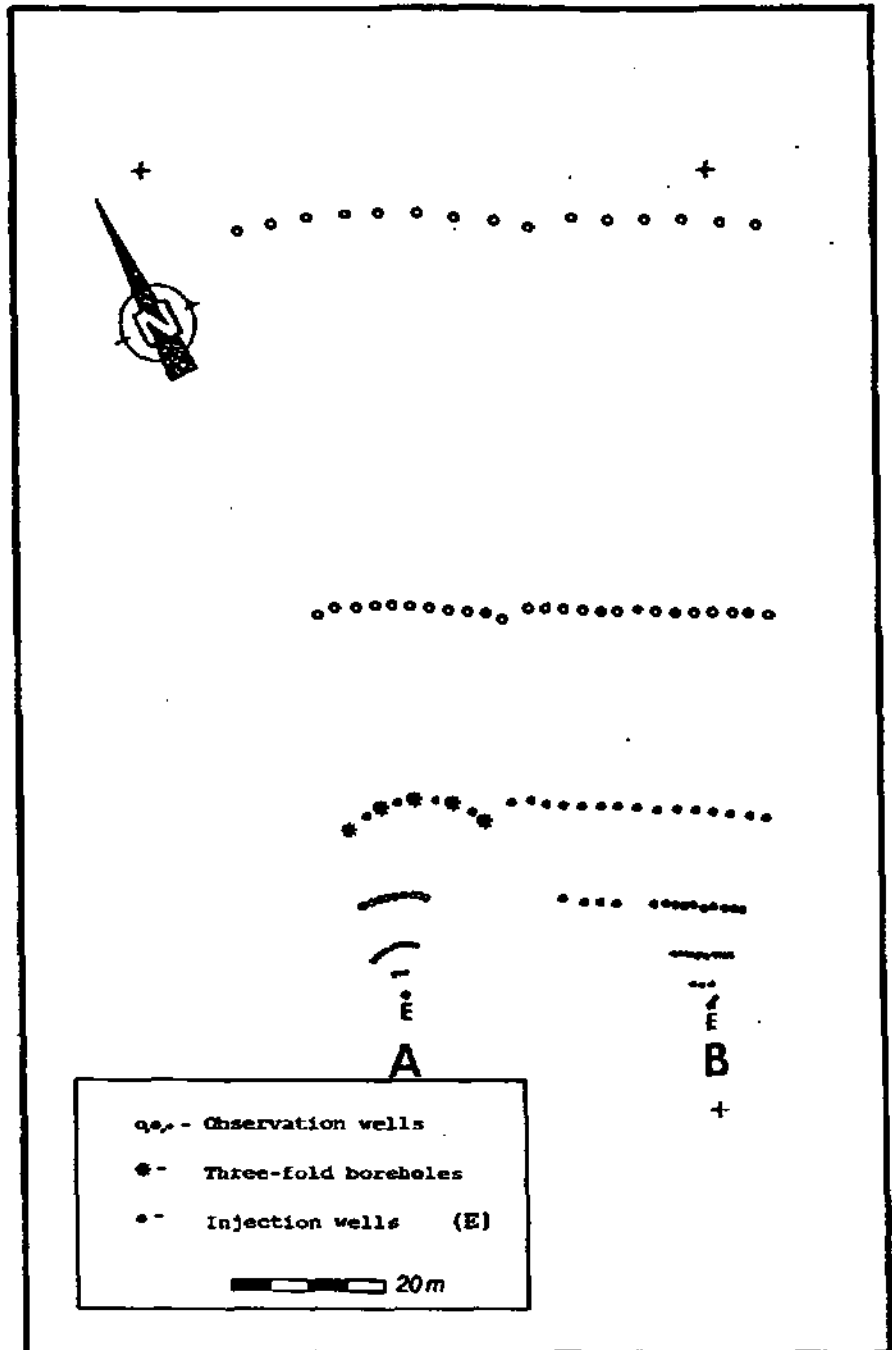 N
E
E
A
B
Observation wells
Three-fold boreholes
Injection wells (E)
20m